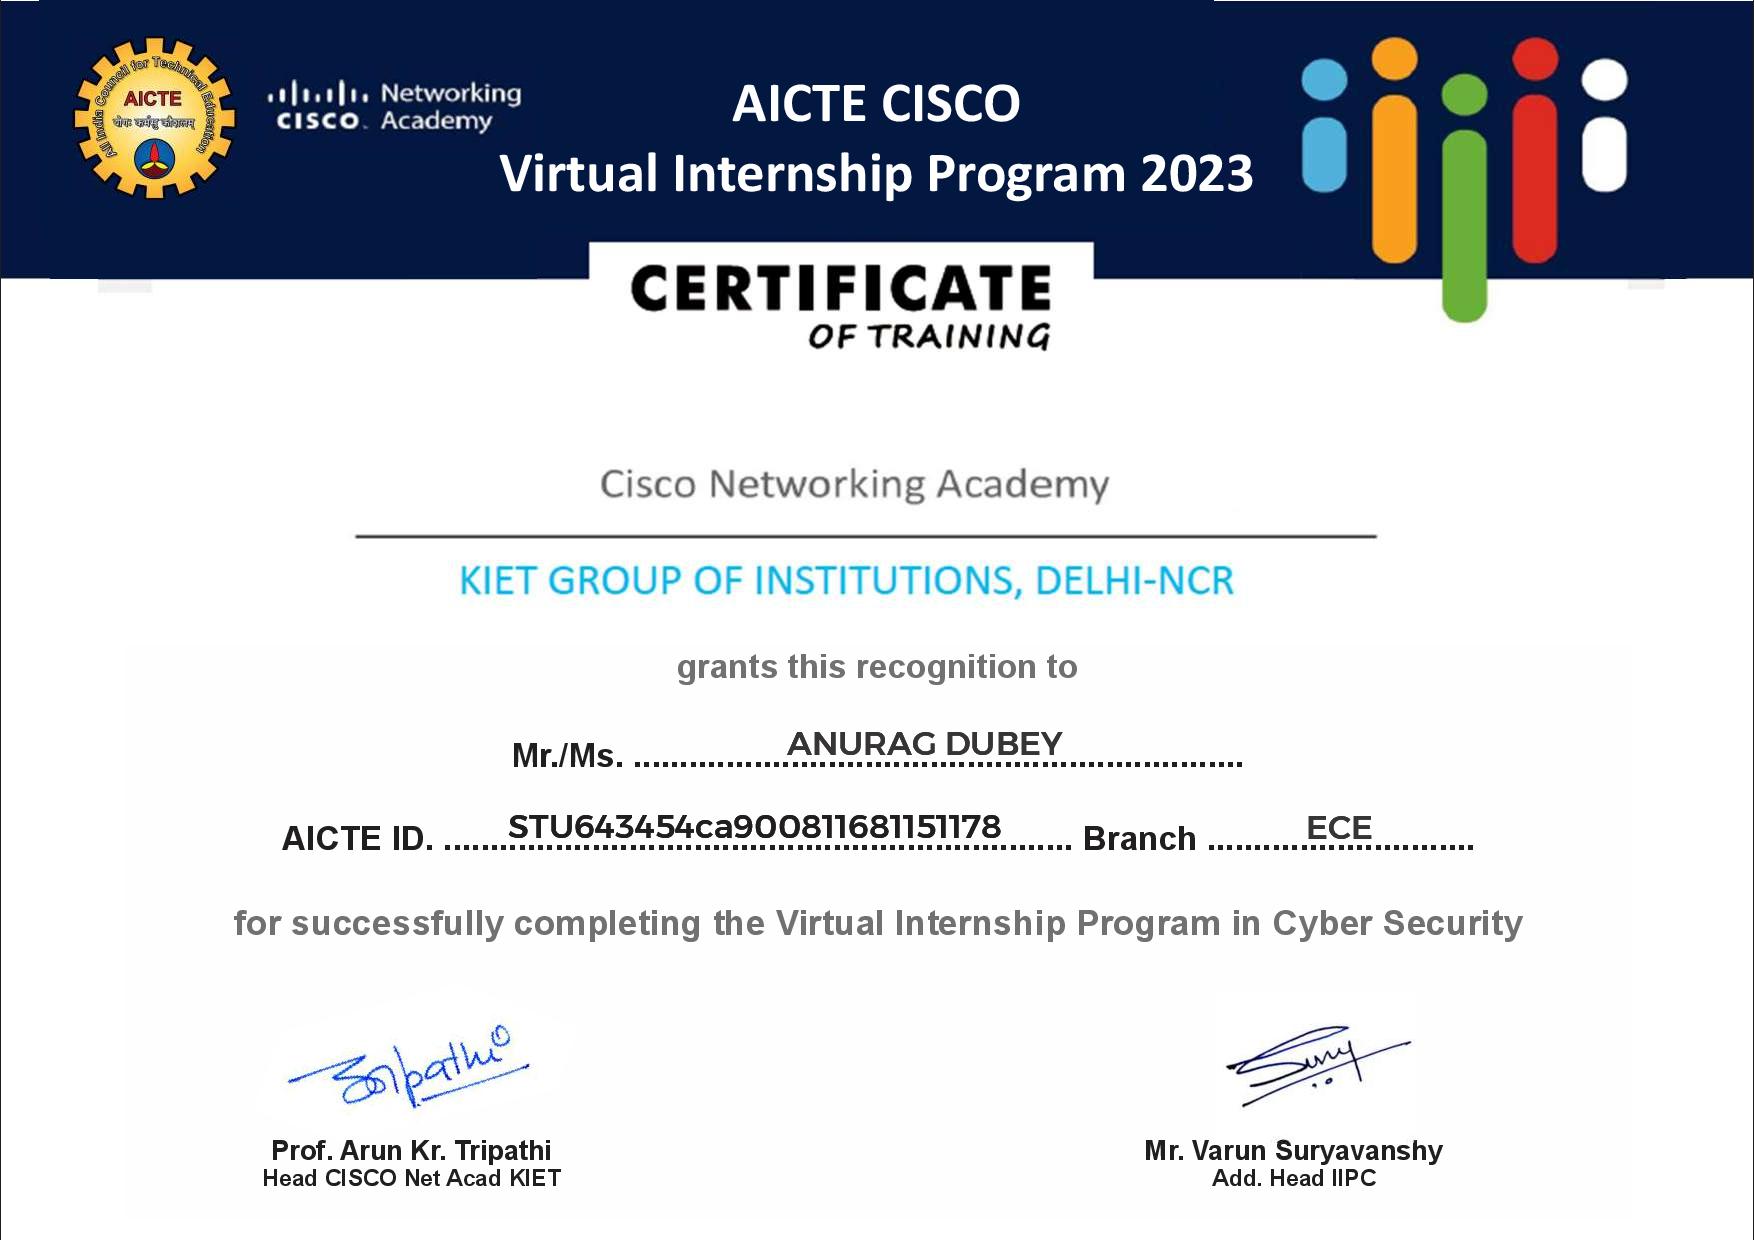 All India Council for Technical Education
AICTE
योगः कर्मसु कौशलम्
Networking
CISCO Academy
AICTE CISCO
Virtual Internship Program 2023
CERTIFICATE
OF TRAINING
Cisco Networking Academy
KIET GROUP OF INSTITUTIONS, DELHI-NCR
grants this recognition to
Mr./Ms. ANURAG DUBEY
AICTE ID. STU643454ca900811681151178 Branch ECE
for successfully completing the Virtual Internship Program in Cyber Security
Prof. Arun Kr. Tripathi
Head CISCO Net Acad KIET
Mr. Varun Suryavanshy
Add. Head IIPC